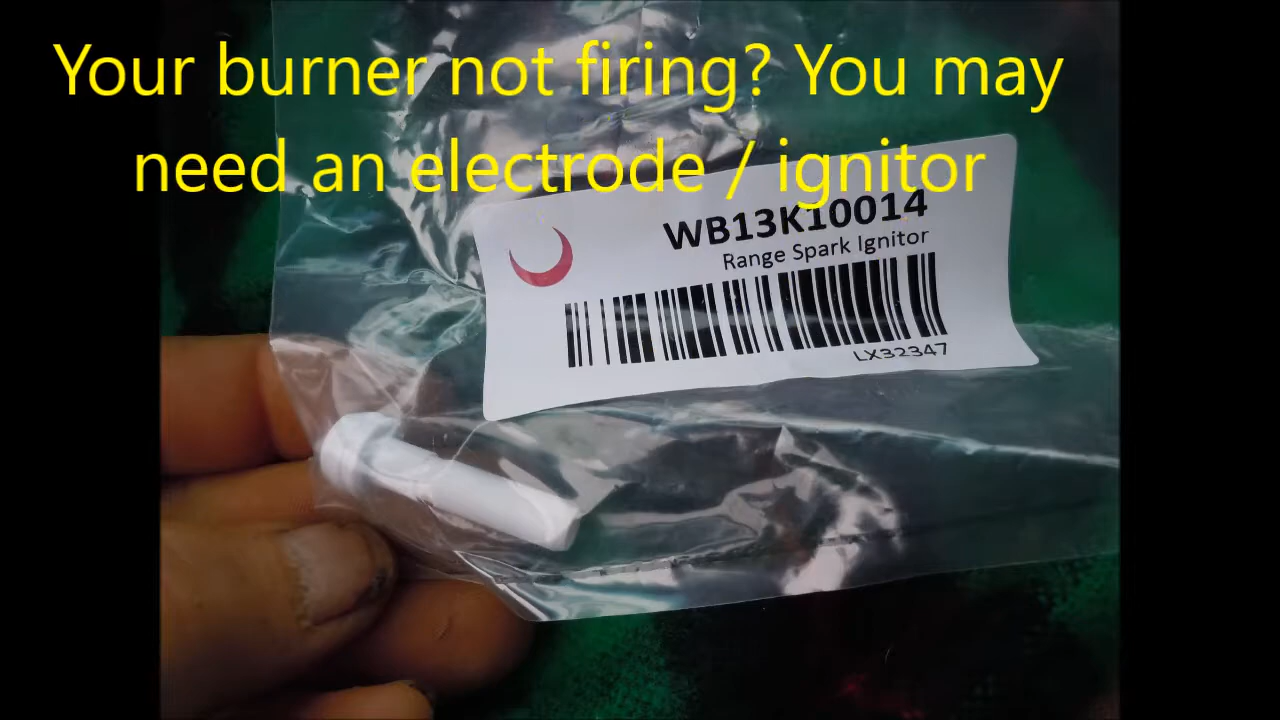 Your burner not firing? You may
need an electrode / ignitor
WB13K10014
Range Spark Ignitor
LX32347